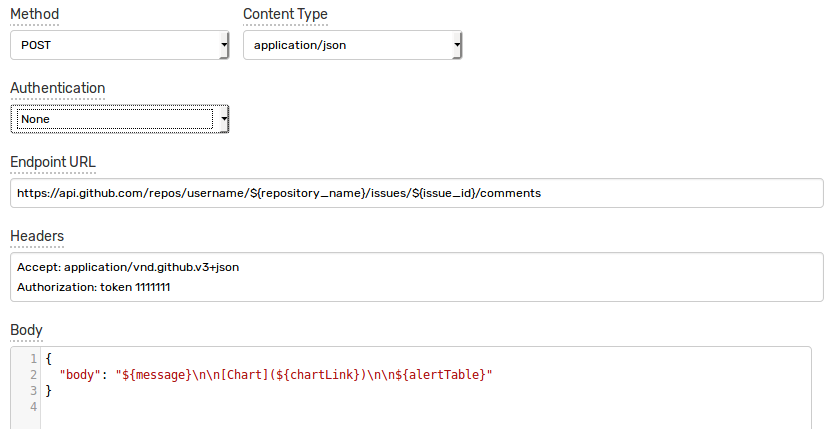 Method Content Type
POST application/json
Authentication
None
Endpoint URL
https://api.github.com/repos/username/${repository_name}/issues/${issue_id}/comments
Headers
Accept: application/vnd.github.v3+json
Authorization: token 1111111
Body
1 {
2 "body": "${message}\n\n[Chart](${chartLink})\n\n${alertTable}"
3 }
4